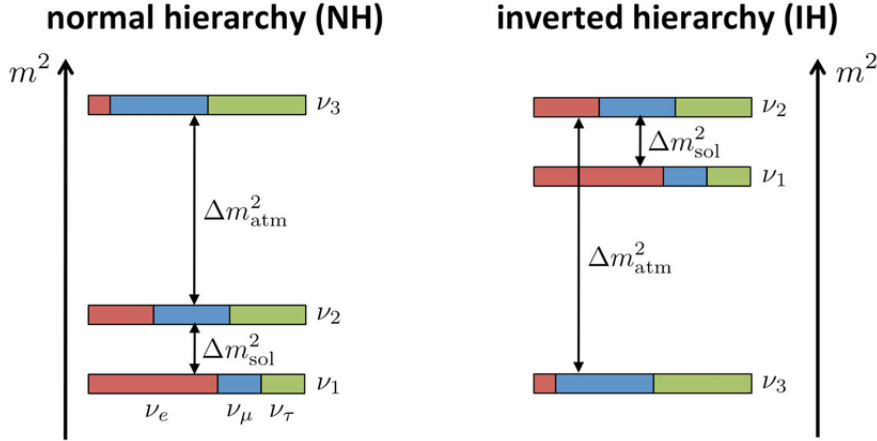 normal hierarchy (NH)
m²
ν₃
Δm²atm
ν₂
Δm²sol
ν₁
νe νμ ντ
inverted hierarchy (IH)
m²
ν₂
Δm²sol
ν₁
Δm²atm
ν₃